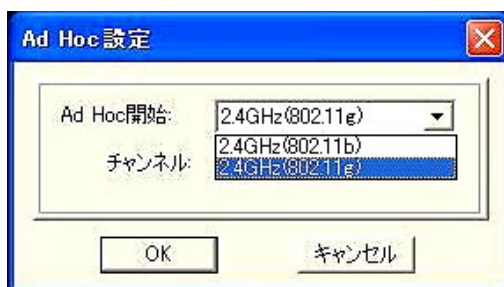 Ad Hoc設定
Ad Hoc開始: 2.4GHz(802.11g)
2.4GHz(802.11b)
チャンネル: 2.4GHz(802.11g)
OK キャンセル